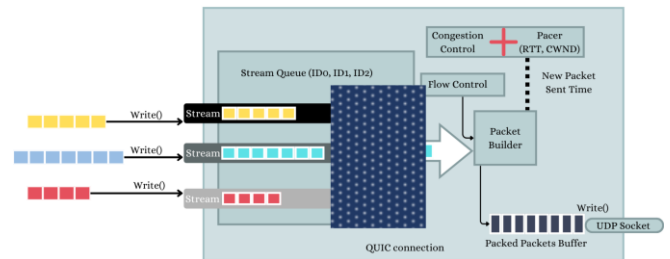 Congestion
Control
Pacer
(RTT, CWND)
Stream Queue (ID0, ID1, ID2)
Flow Control
New Packet
Sent Time
Write()
Stream
Packet
Builder
Write()
Stream
Write()
Stream
Write()
UDP Socket
Packed Packets Buffer
QUIC connection